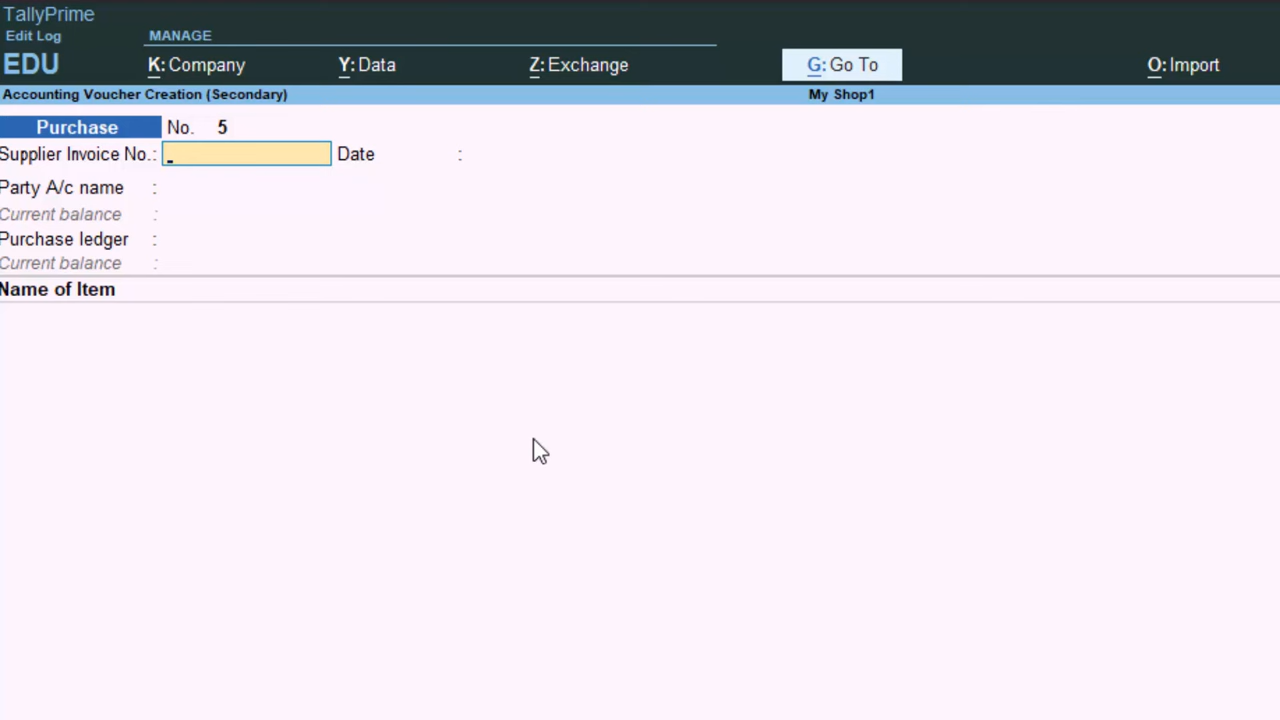 TallyPrime
Edit Log
MANAGE
EDU
K: Company
Y: Data
Z: Exchange
G: Go To
O: Import
Accounting Voucher Creation (Secondary)
My Shop1
Purchase No. 5
Supplier Invoice No.: Date :
Party A/c name :
Current balance :
Purchase ledger :
Current balance :
Name of Item